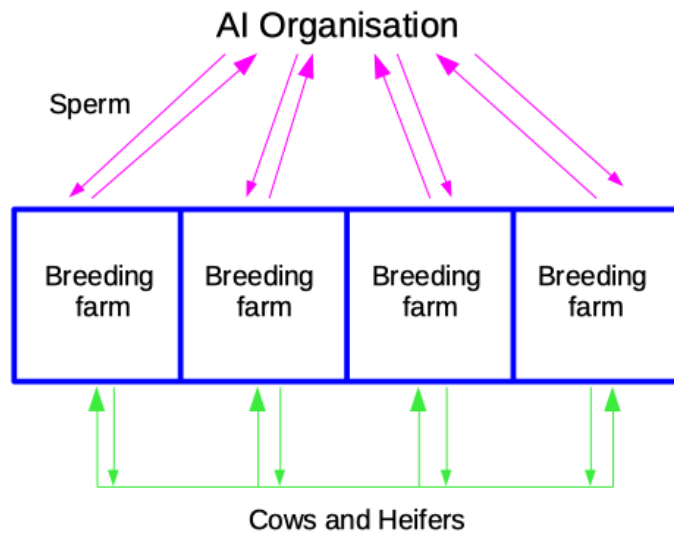 AI Organisation
Sperm
Breeding
farm
Breeding
farm
Breeding
farm
Breeding
farm
Cows and Heifers